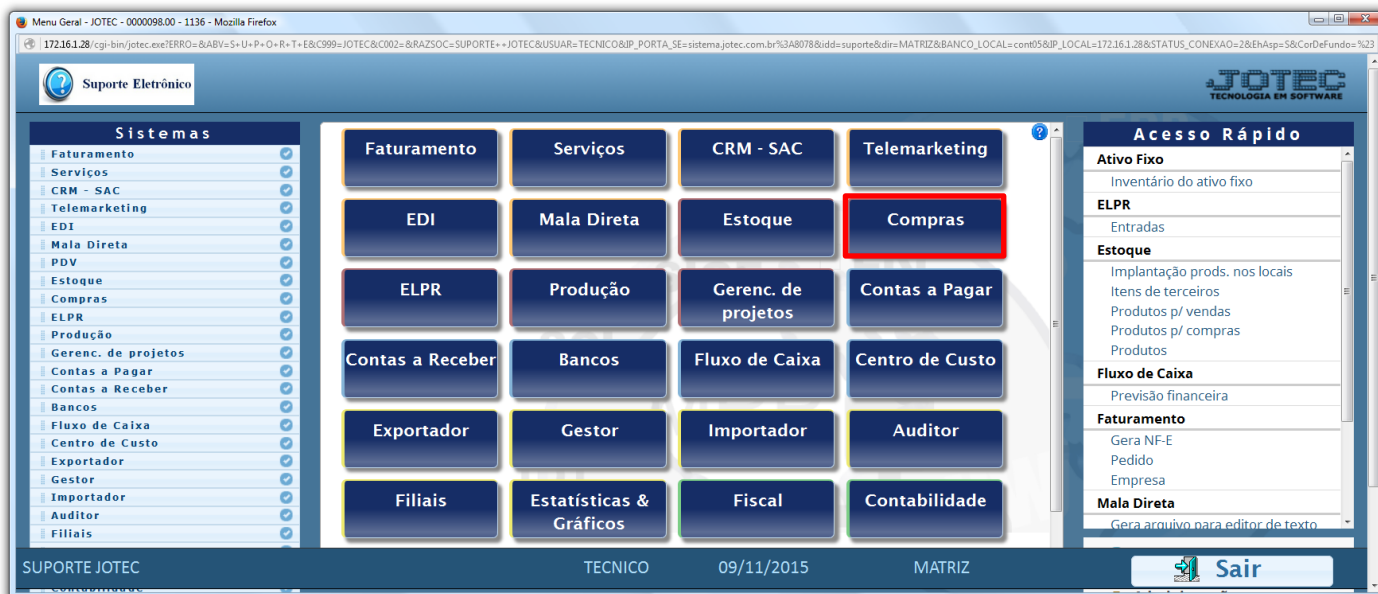 Menu Geral - JOTEC - 0000098.00 - 1136 - Mozilla Firefox
172.16.1.28/cgi-bin/jotec.exe?ERRO=&ABV=S+U+P+O+R+T+E&C999=JOTEC&C002=&RAZSOC=SUPORTE++JOTEC&USUAR=TECNICO&IP_PORTA_SE=sistema.jotec.com.br%3A8078&idd=suporte&dir=MATRIZ&BANCO_LOCAL=cont05&IP_LOCAL=172.16.1.28&STATUS_CONEXAO=2&EhAsp=S&CorDeFundo=%23
Suporte Eletrônico
JOTEC
TECNOLOGIA EM SOFTWARE
Sistemas
Faturamento
Serviços
CRM - SAC
Telemarketing
EDI
Mala Direta
PDV
Estoque
Compras
ELPR
Produção
Gerenc. de projetos
Contas a Pagar
Contas a Receber
Bancos
Fluxo de Caixa
Centro de Custo
Exportador
Gestor
Importador
Auditor
Filiais
Contabilidade
Faturamento
Serviços
CRM - SAC
Telemarketing
EDI
Mala Direta
Estoque
Compras
ELPR
Produção
Gerenc. de
projetos
Contas a Pagar
Contas a Receber
Bancos
Fluxo de Caixa
Centro de Custo
Exportador
Gestor
Importador
Auditor
Filiais
Estatísticas &
Gráficos
Fiscal
Contabilidade
Acesso Rápido
Ativo Fixo
Inventário do ativo fixo
ELPR
Entradas
Estoque
Implantação prods. nos locais
Itens de terceiros
Produtos p/ vendas
Produtos p/ compras
Produtos
Fluxo de Caixa
Previsão financeira
Faturamento
Gera NF-E
Pedido
Empresa
Mala Direta
Gera arquivo para editor de texto
SUPORTE JOTEC
TECNICO
09/11/2015
MATRIZ
Sair